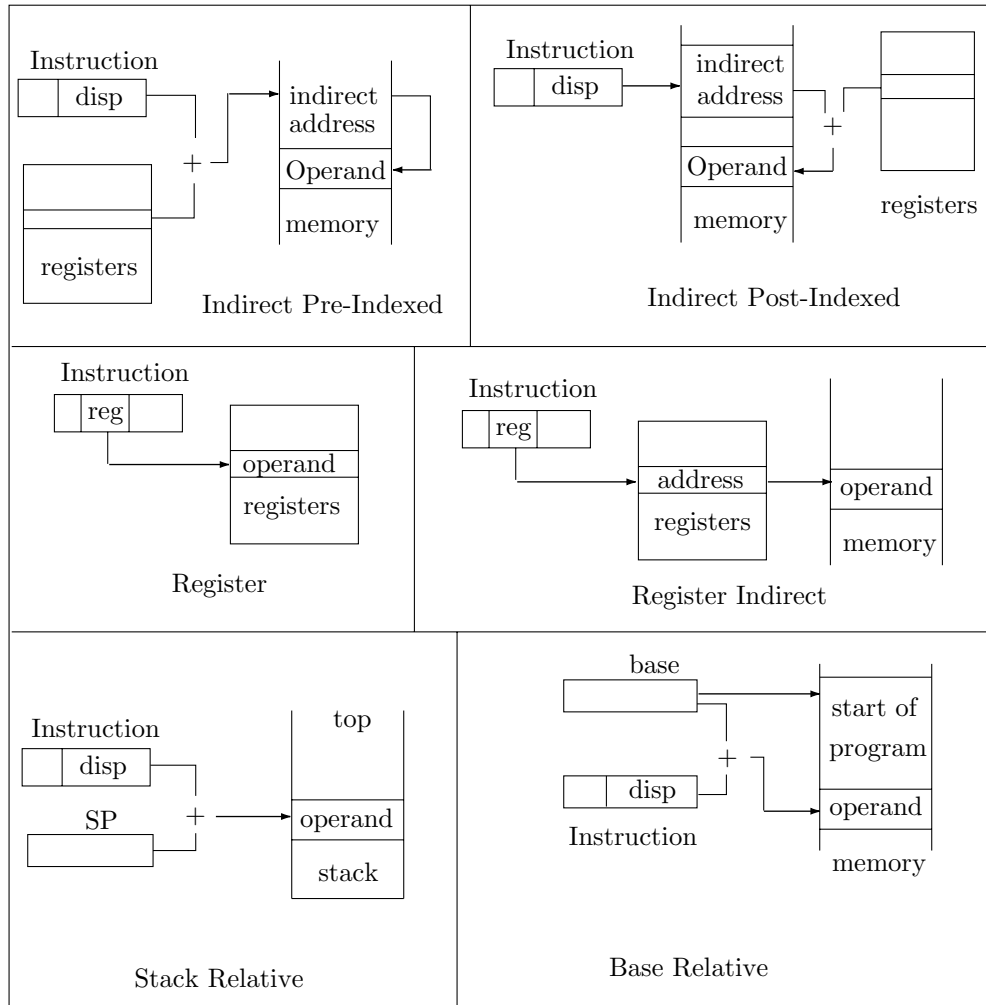 Instruction
disp
+
registers
indirect
address
Operand
memory
Indirect Pre-Indexed
Instruction
disp
indirect
address
+
Operand
memory
registers
Indirect Post-Indexed
Instruction
reg
operand
registers
Register
Instruction
reg
address
registers
operand
memory
Register Indirect
Instruction
disp
SP
+
top
operand
stack
Stack Relative
base
+
disp
Instruction
start of
program
operand
memory
Base Relative